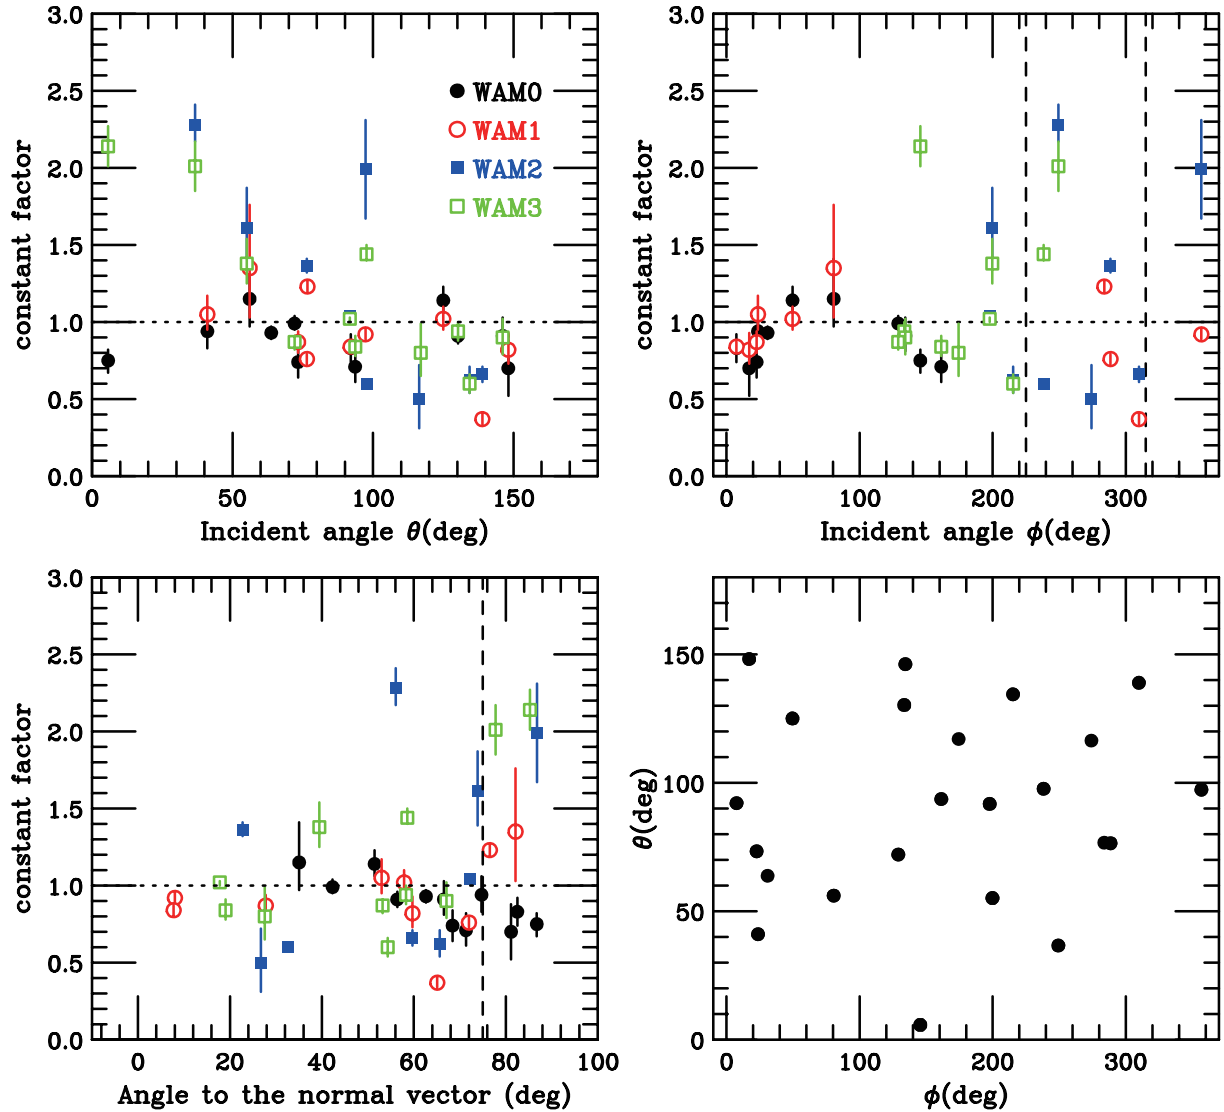 3.0
2.5
2.0
1.5
1.0
0.5
0.0
constant factor
WAM0
WAM1
WAM2
WAM3
0 50 100 150
Incident angle θ(deg)
3.0
2.5
2.0
1.5
1.0
0.5
0.0
constant factor
0 100 200 300
Incident angle ϕ(deg)
3.0
2.5
2.0
1.5
1.0
0.5
0.0
constant factor
0 20 40 60 80 100
Angle to the normal vector (deg)
150
100
50
0
θ(deg)
0 100 200 300
ϕ(deg)